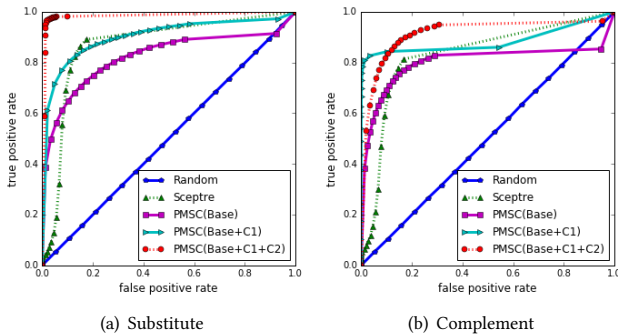 1.0
0.8
0.6
0.4
0.2
0.0
true positive rate
0.0 0.2 0.4 0.6 0.8 1.0
false positive rate
Random
Sceptre
PMSC(Base)
PMSC(Base+C1)
PMSC(Base+C1+C2)
(a) Substitute
1.0
0.8
0.6
0.4
0.2
0.0
true positive rate
0.0 0.2 0.4 0.6 0.8 1.0
false positive rate
Random
Sceptre
PMSC(Base)
PMSC(Base+C1)
PMSC(Base+C1+C2)
(b) Complement